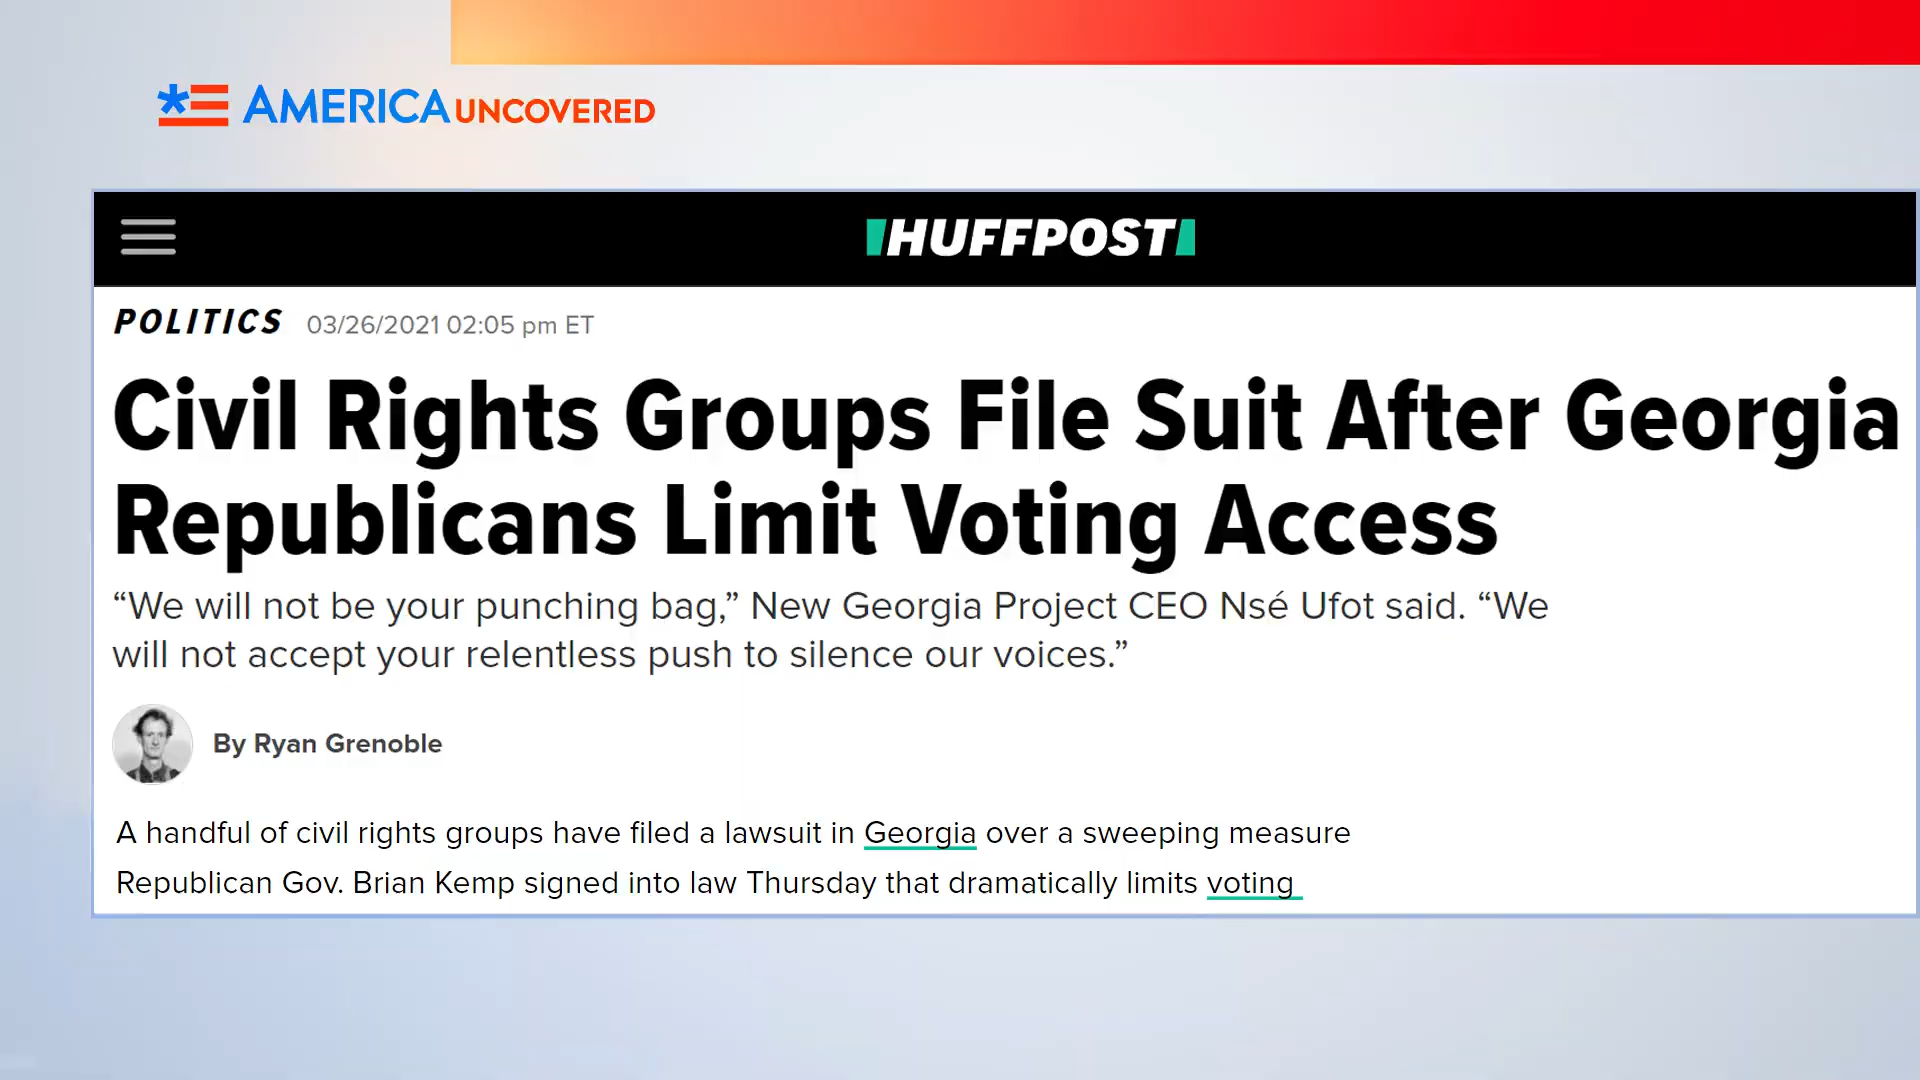 AMERICA UNCOVERED
HUFFPOST
POLITICS 03/26/2021 02:05 pm ET
Civil Rights Groups File Suit After Georgia
Republicans Limit Voting Access
“We will not be your punching bag,” New Georgia Project CEO Nsé Ufot said. “We
will not accept your relentless push to silence our voices.”
By Ryan Grenoble
A handful of civil rights groups have filed a lawsuit in Georgia over a sweeping measure
Republican Gov. Brian Kemp signed into law Thursday that dramatically limits voting